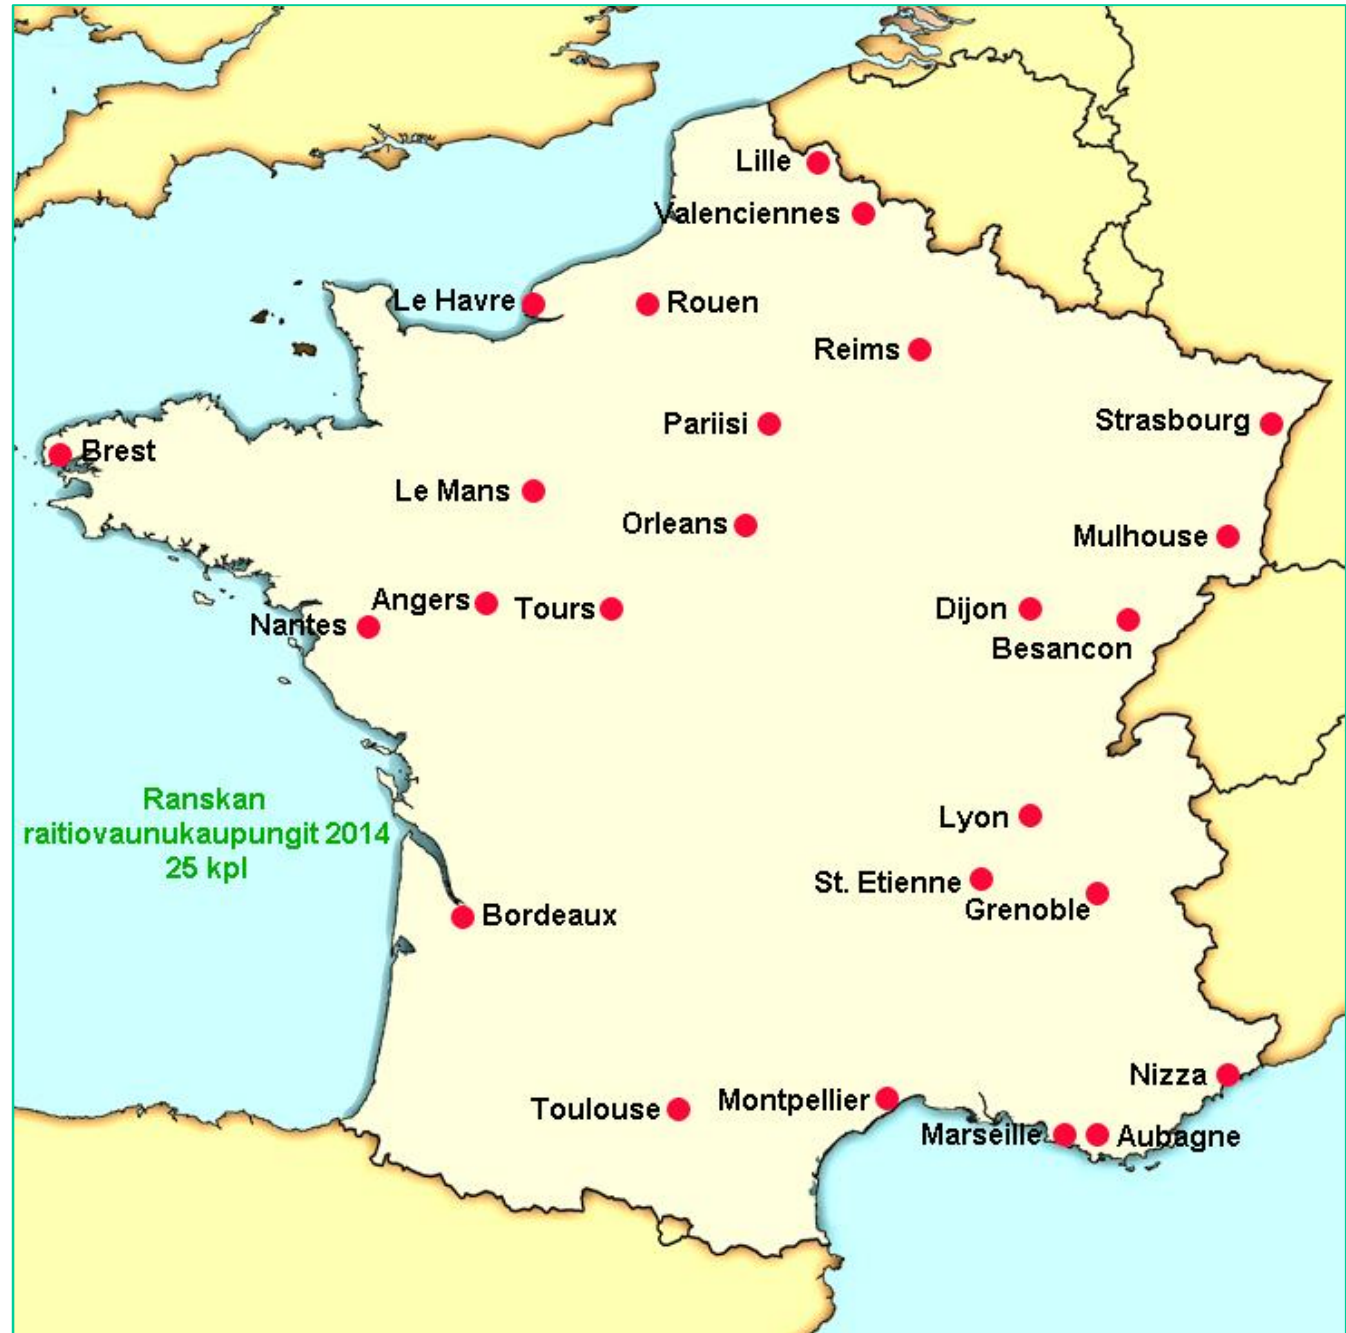 Lille
Valenciennes
Le Havre
Rouen
Reims
Pariisi
Strasbourg
Brest
Le Mans
Orleans
Mulhouse
Angers
Tours
Dijon
Nantes
Besancon
Ranskan
raitiovaunukaupungit 2014
25 kpl
Lyon
St. Etienne
Grenoble
Bordeaux
Nizza
Montpellier
Toulouse
Marseille
Aubagne